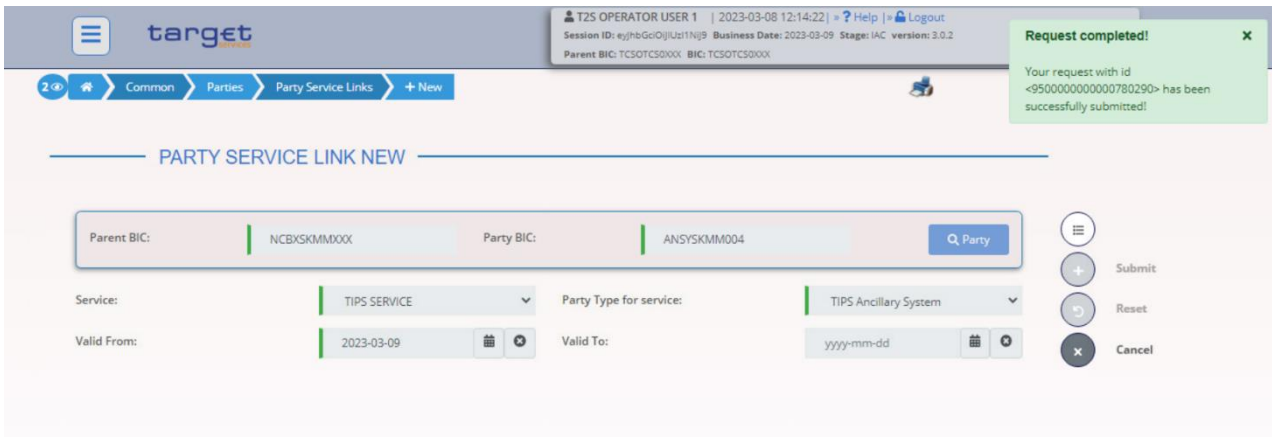 target
services
T2S OPERATOR USER 1 | 2023-03-08 12:14:22| » ? Help |» Logout
Session ID: eyJhbGciOiJIUzI1NiJ9 Business Date: 2023-03-09 Stage: IAC version: 3.0.2
Parent BIC: TCSOTCS0XXX BIC: TCSOTCS0XXX
Request completed! ×
Your request with id
<9500000000000780290> has been
successfully submitted!
2 Common Parties Party Service Links + New
PARTY SERVICE LINK NEW
Parent BIC: NCBXSKMMXXX Party BIC: ANSYSKMM004 Party
Service: TIPS SERVICE Party Type for service: TIPS Ancillary System
Valid From: 2023-03-09 Valid To: yyyy-mm-dd
Submit
Reset
Cancel